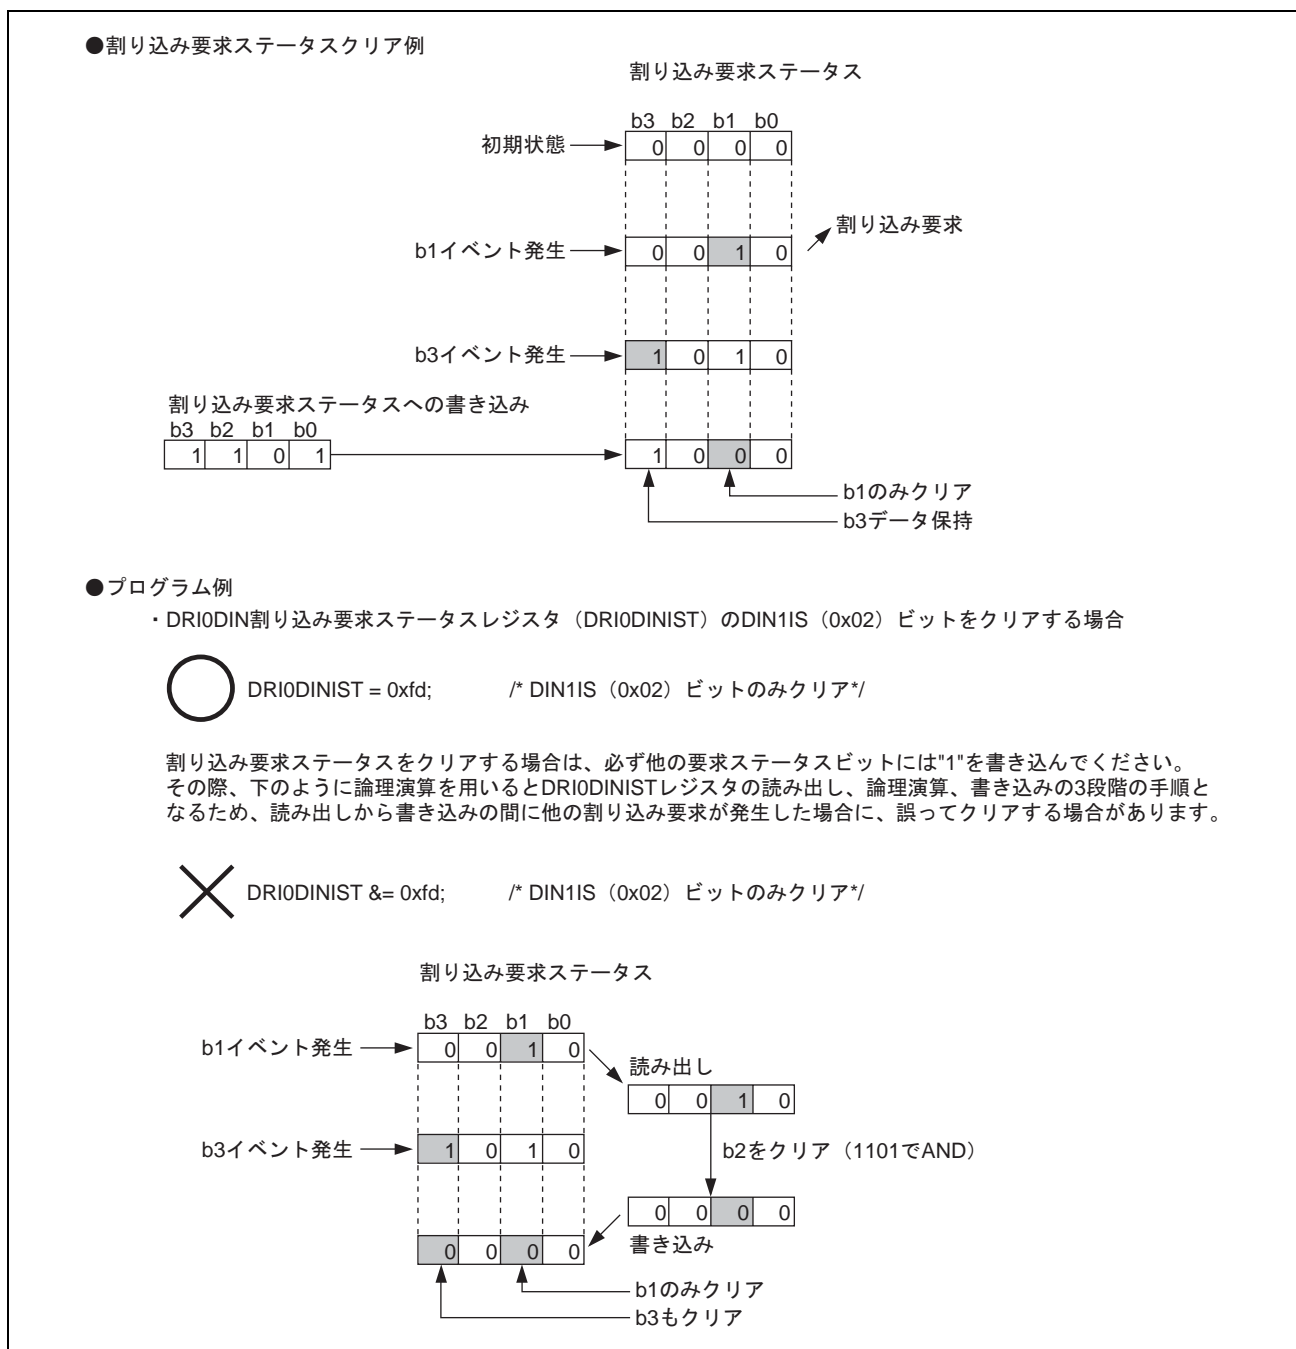 ●割り込み要求ステータスクリア例
割り込み要求ステータス
b3 b2 b1 b0
初期状態 0 0 0 0
割り込み要求
b1イベント発生 0 0 1 0
b3イベント発生 1 0 1 0
割り込み要求ステータスへの書き込み
b3 b2 b1 b0
1 1 0 1 1 0 0 0
b1のみクリア
b3データ保持
●プログラム例
・DRI0DIN割り込み要求ステータスレジスタ（DRI0DINIST）のDIN1IS（0x02）ビットをクリアする場合
DRI0DINIST = 0xfd; /* DIN1IS（0x02）ビットのみクリア*/
割り込み要求ステータスをクリアする場合は、必ず他の要求ステータスビットには"1"を書き込んでください。
その際、下のように論理演算を用いるとDRI0DINISTレジスタの読み出し、論理演算、書き込みの3段階の手順と
なるため、読み出しから書き込みの間に他の割り込み要求が発生した場合に、誤ってクリアする場合があります。
DRI0DINIST &= 0xfd; /* DIN1IS（0x02）ビットのみクリア*/
割り込み要求ステータス
b3 b2 b1 b0
b1イベント発生 0 0 1 0
読み出し
0 0 1 0
b3イベント発生 1 0 1 0
b2をクリア（1101でAND）
0 0 0 0
書き込み
0 0 0 0
b1のみクリア
b3もクリア